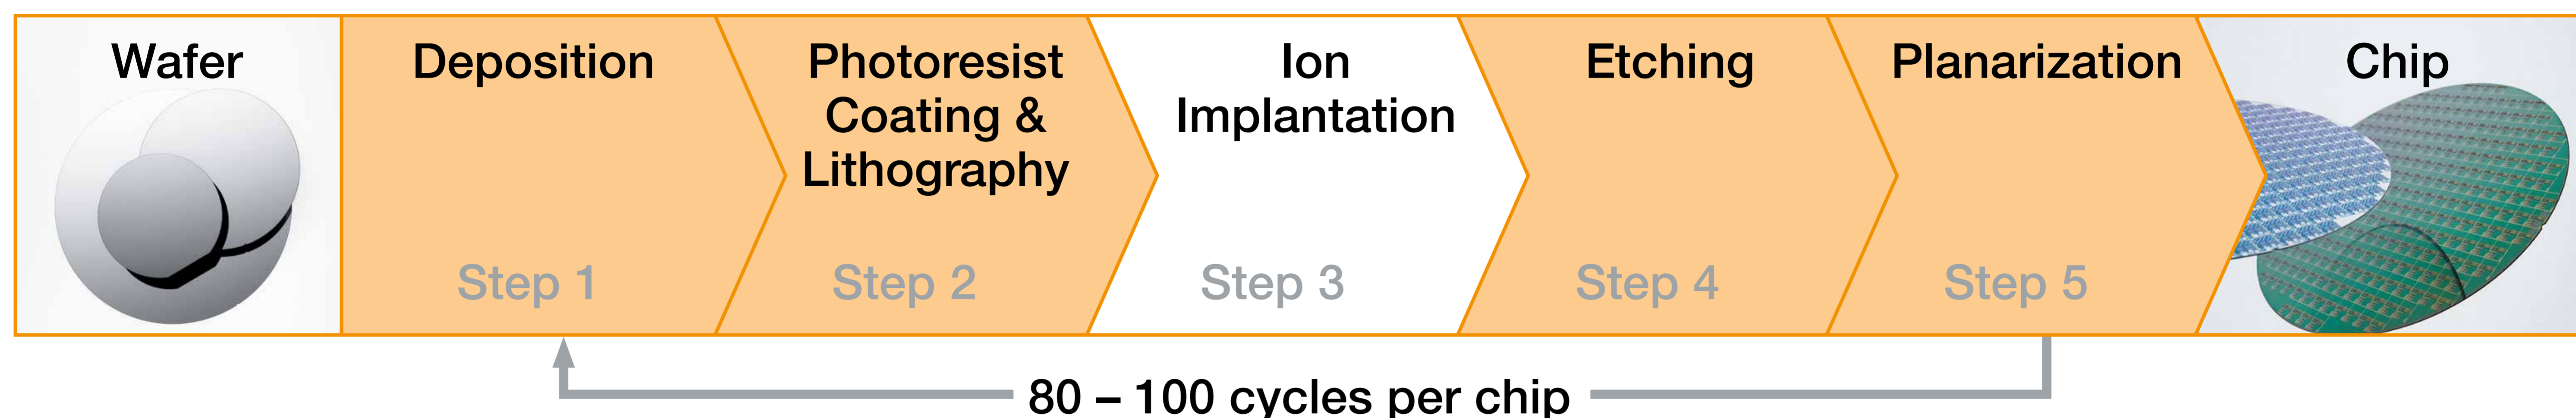 Wafer
Deposition
Step 1
Photoresist
Coating &
Lithography
Step 2
Ion
Implantation
Step 3
Etching
Step 4
Planarization
Step 5
Chip
80 – 100 cycles per chip